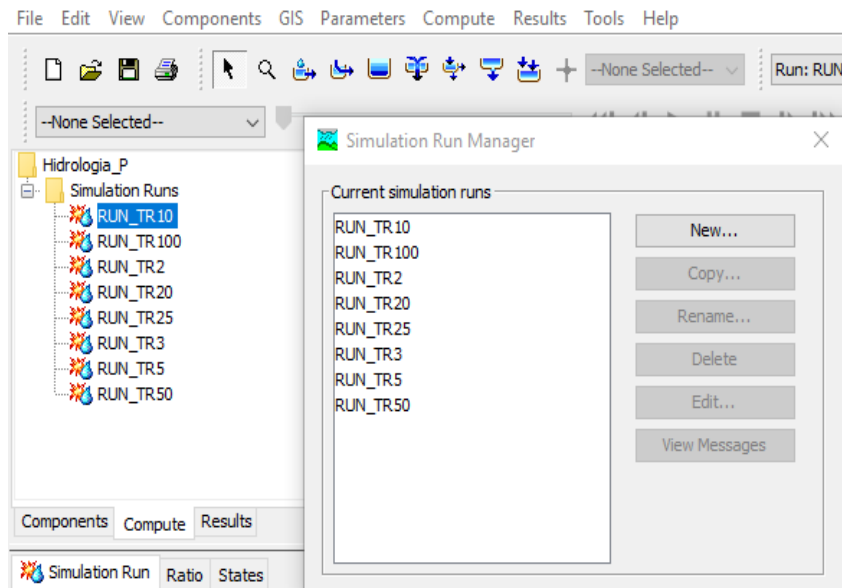 File Edit View Components GIS Parameters Compute Results Tools Help
--None Selected-- Run: RUN
--None Selected--
Hidrologia_P
Simulation Runs
RUN_TR10
RUN_TR100
RUN_TR2
RUN_TR20
RUN_TR25
RUN_TR3
RUN_TR5
RUN_TR50
Components Compute Results
Simulation Run Ratio States
Simulation Run Manager
Current simulation runs
RUN_TR10
RUN_TR100
RUN_TR2
RUN_TR20
RUN_TR25
RUN_TR3
RUN_TR5
RUN_TR50
New...
Copy...
Rename...
Delete
Edit...
View Messages